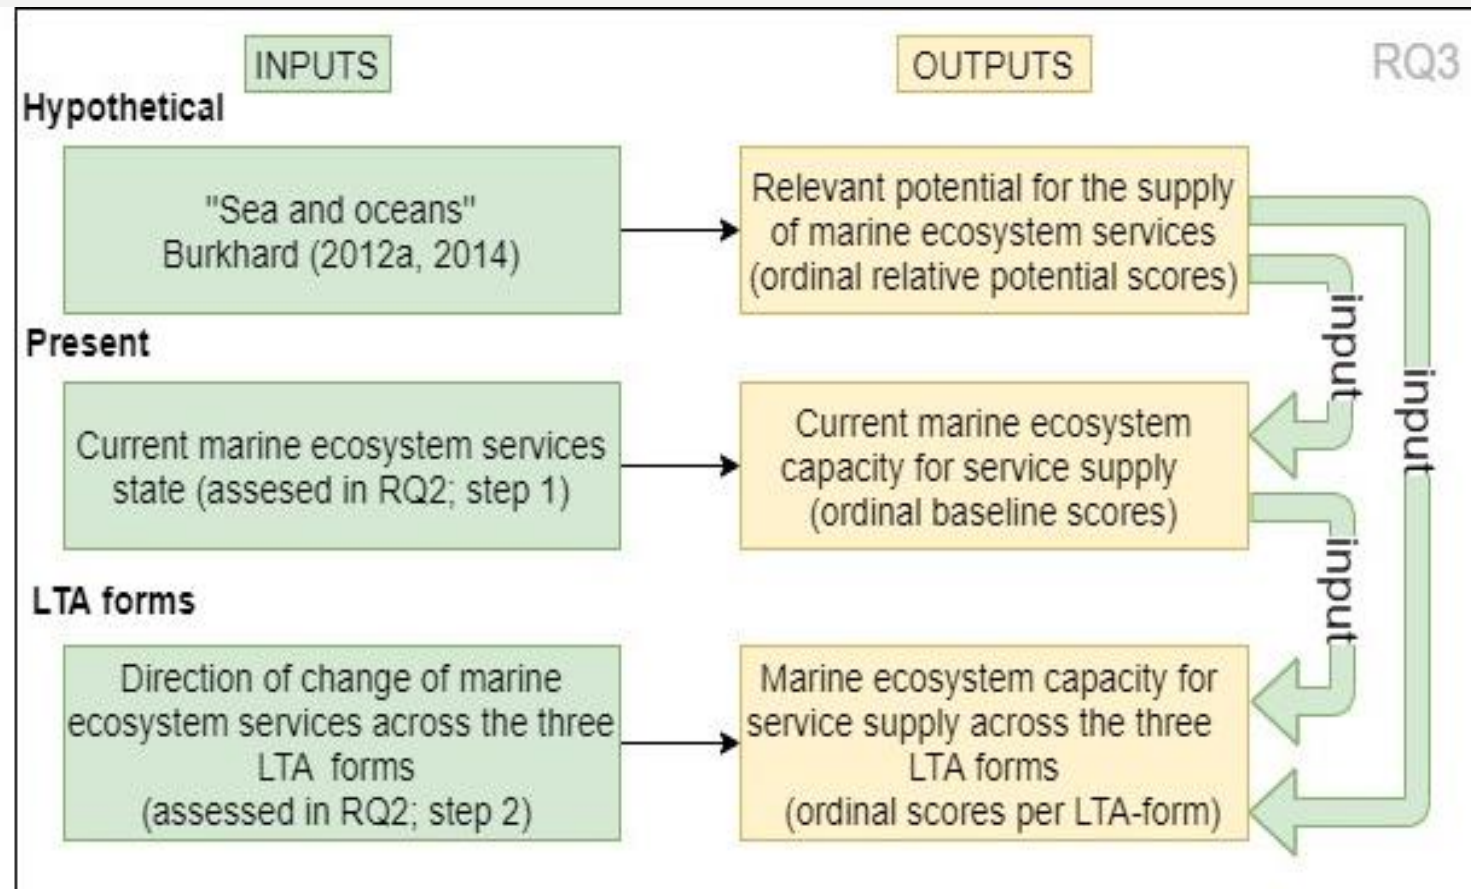 INPUTS
OUTPUTS
RQ3
Hypothetical
"Sea and oceans"
Burkhard (2012a, 2014)
Relevant potential for the supply
of marine ecosystem services
(ordinal relative potential scores)
input
input
Present
Current marine ecosystem services
state (assesed in RQ2; step 1)
Current marine ecosystem
capacity for service supply
(ordinal baseline scores)
input
LTA forms
Direction of change of marine
ecosystem services across the three
LTA forms
(assessed in RQ2; step 2)
Marine ecosystem capacity for
service supply across the three
LTA forms
(ordinal scores per LTA-form)